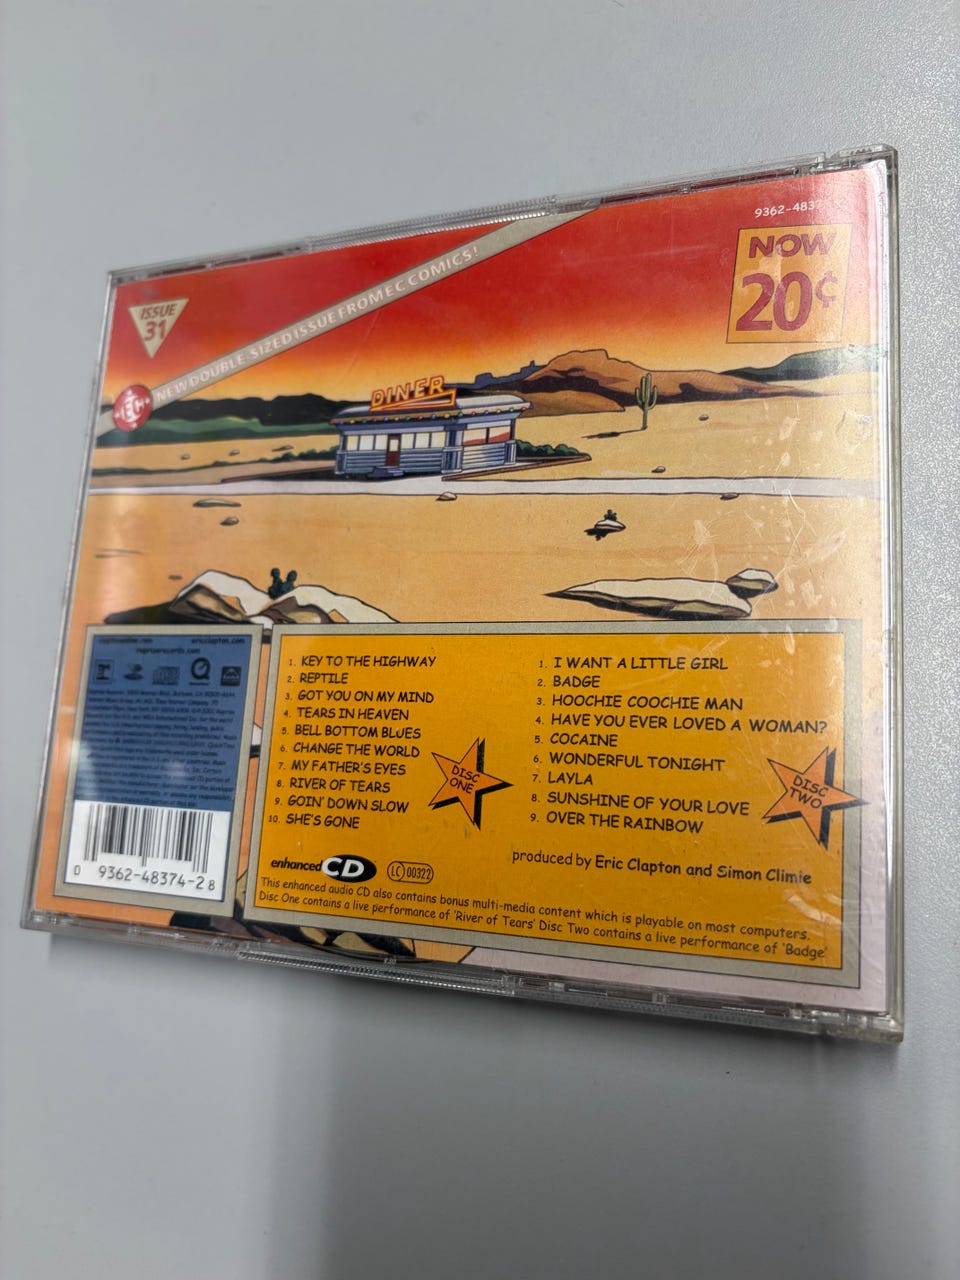 9362-4837
NOW
20¢
ISSUE
31
NEW DOUBLE-SIZED ISSUE FROM EC COMICS!
EC
DINER
ericclapton.com
repriserecords.com
0 9362-48374-2 8
1. KEY TO THE HIGHWAY
2. REPTILE
3. GOT YOU ON MY MIND
4. TEARS IN HEAVEN
5. BELL BOTTOM BLUES
6. CHANGE THE WORLD
7. MY FATHER'S EYES
8. RIVER OF TEARS
9. GOIN' DOWN SLOW
10. SHE'S GONE
DISC
ONE
1. I WANT A LITTLE GIRL
2. BADGE
3. HOOCHIE COOCHIE MAN
4. HAVE YOU EVER LOVED A WOMAN?
5. COCAINE
6. WONDERFUL TONIGHT
7. LAYLA
8. SUNSHINE OF YOUR LOVE
9. OVER THE RAINBOW
DISC
TWO
produced by Eric Clapton and Simon Climie
enhanced CD
LC 00322
This enhanced audio CD also contains bonus multi-media content which is playable on most computers.
Disc One contains a live performance of 'River of Tears' Disc Two contains a live performance of 'Badge'